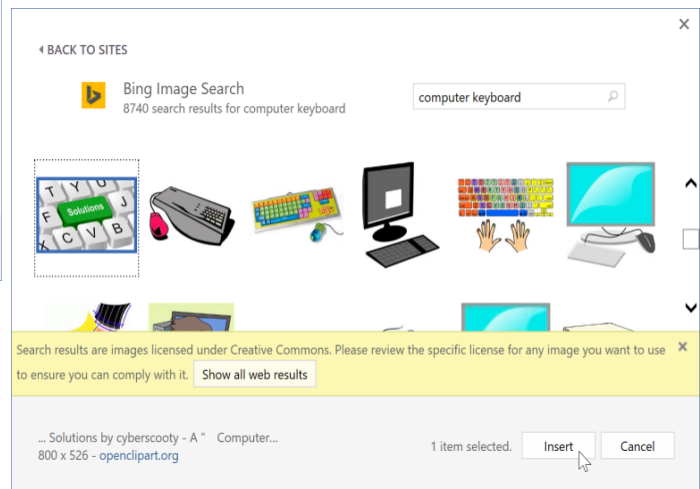 BACK TO SITES
Bing Image Search
8740 search results for computer keyboard
computer keyboard
T Y U
F Solutions J
X C V B
Search results are images licensed under Creative Commons. Please review the specific license for any image you want to use
to ensure you can comply with it. Show all web results
... Solutions by cyberscooty - A " Computer...
800 x 526 - openclipart.org
1 item selected. Insert Cancel